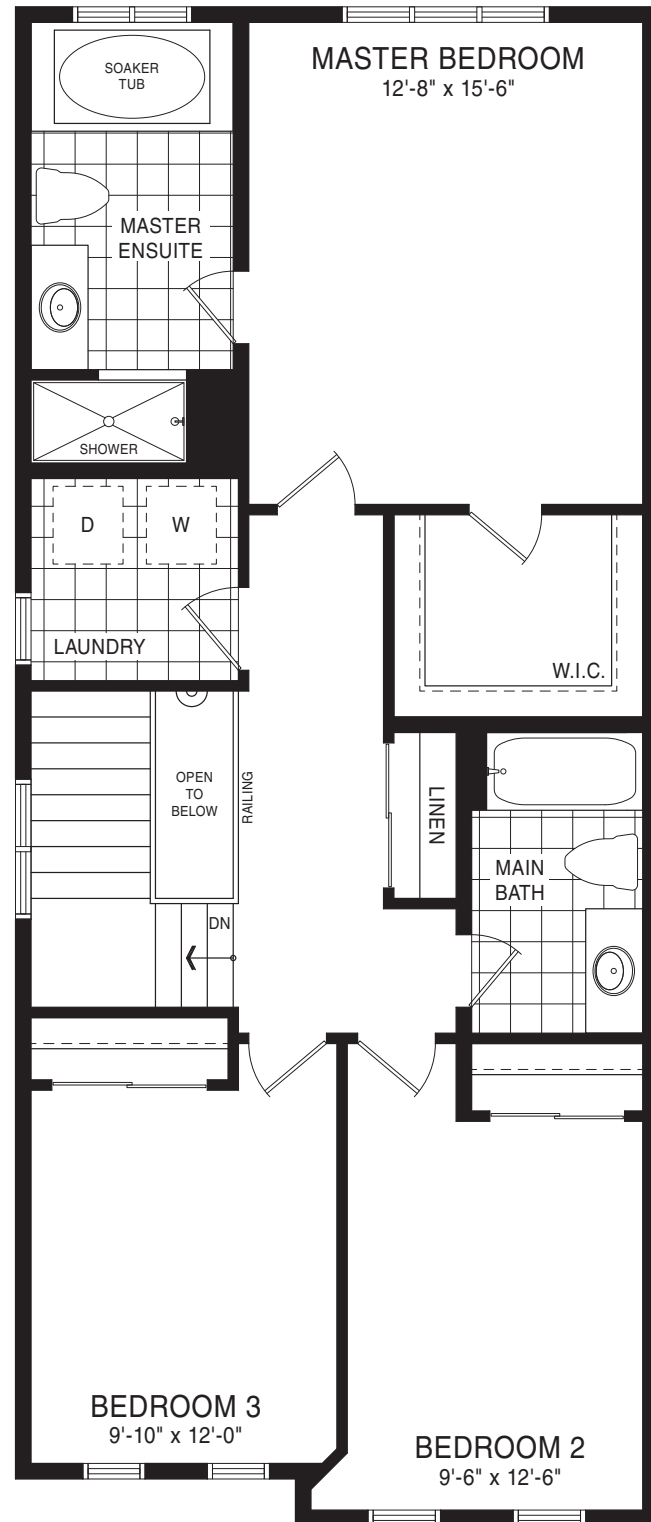 SOAKER
TUB
MASTER BEDROOM
12'-8" x 15'-6"
MASTER
ENSUITE
SHOWER
D
W
LAUNDRY
W.I.C.
OPEN
TO
BELOW
RAILING
LINEN
MAIN
BATH
DN
BEDROOM 3
9'-10" x 12'-0"
BEDROOM 2
9'-6" x 12'-6"